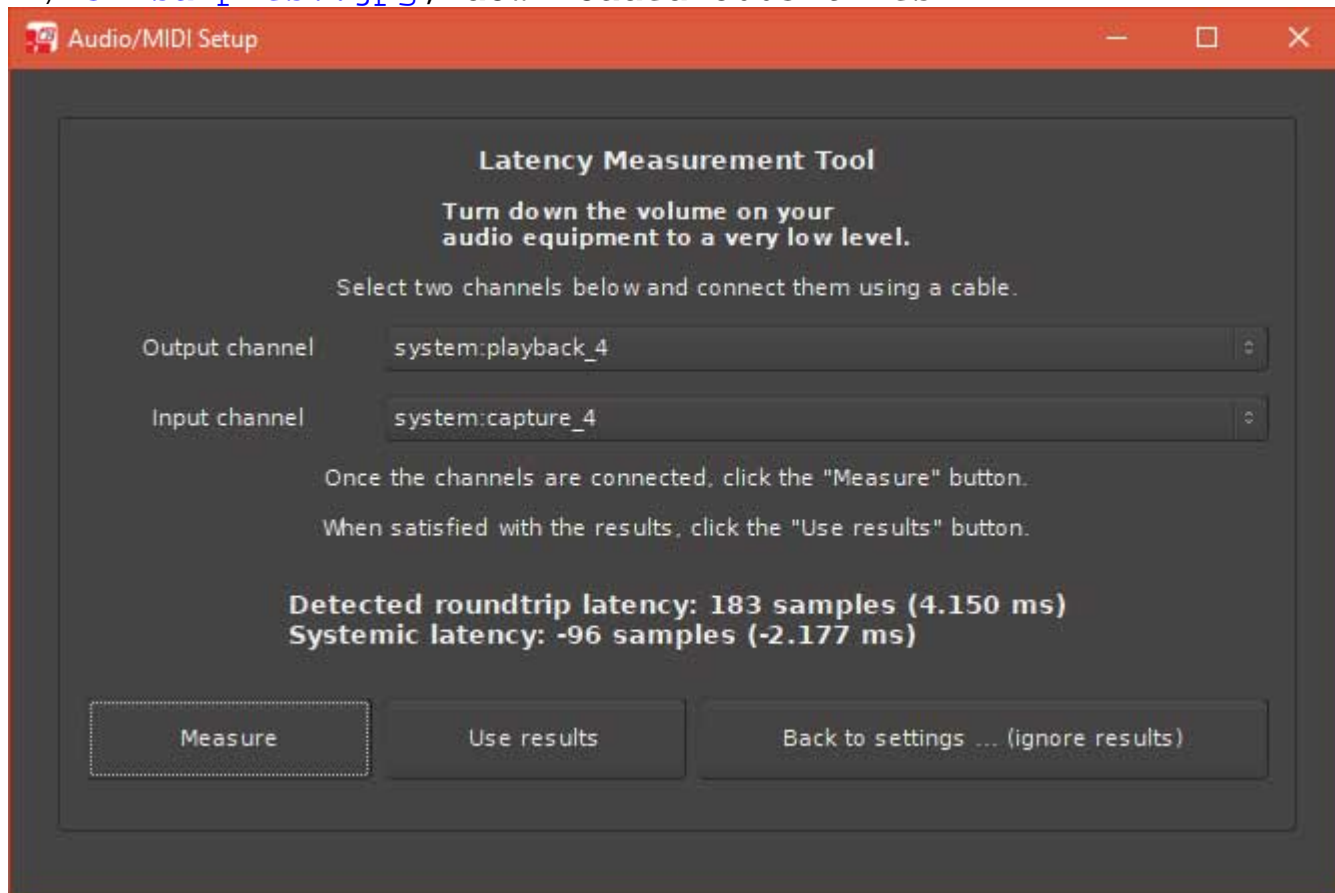 Audio/MIDI Setup
Latency Measurement Tool
Turn down the volume on your
audio equipment to a very low level.
Select two channels below and connect them using a cable.
Output channel system:playback_4
Input channel system:capture_4
Once the channels are connected, click the "Measure" button.
When satisfied with the results, click the "Use results" button.
Detected roundtrip latency: 183 samples (4.150 ms)
Systemic latency: -96 samples (-2.177 ms)
Measure Use results Back to settings ... (ignore results)